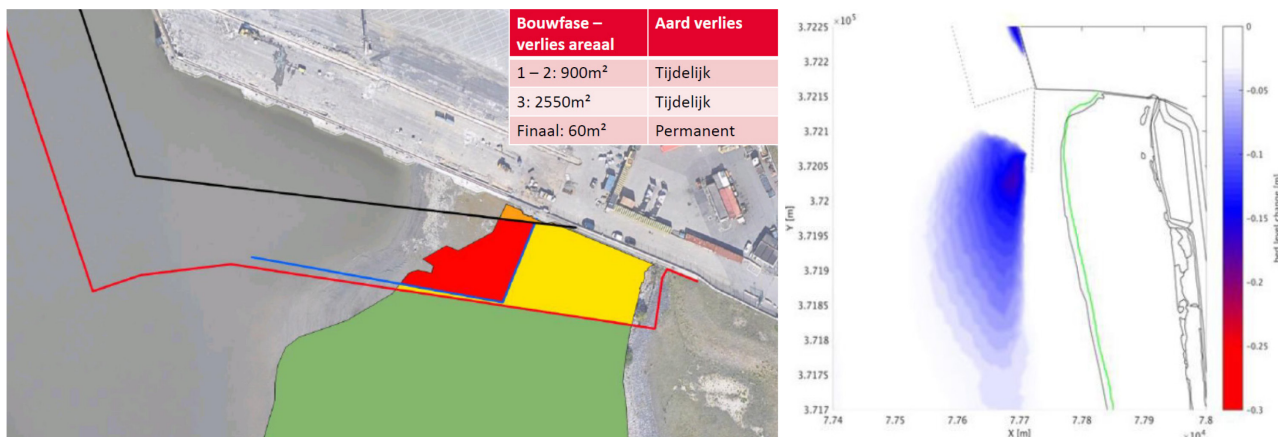 Bouwfase –
verlies areaal
Aard verlies
1 – 2: 900m²
Tijdelijk
3: 2550m²
Tijdelijk
Finaal: 60m²
Permanent
×10⁵
3.7225
3.722
3.7215
3.721
3.7205
3.72
3.7195
3.719
3.7185
3.718
3.7175
3.717
Y [m]
7.74
7.75
7.76
7.77
7.78
7.79
7.8
X [m]
×10⁴
0
-0.05
-0.1
-0.15
-0.2
-0.25
-0.3
bed level change [m]